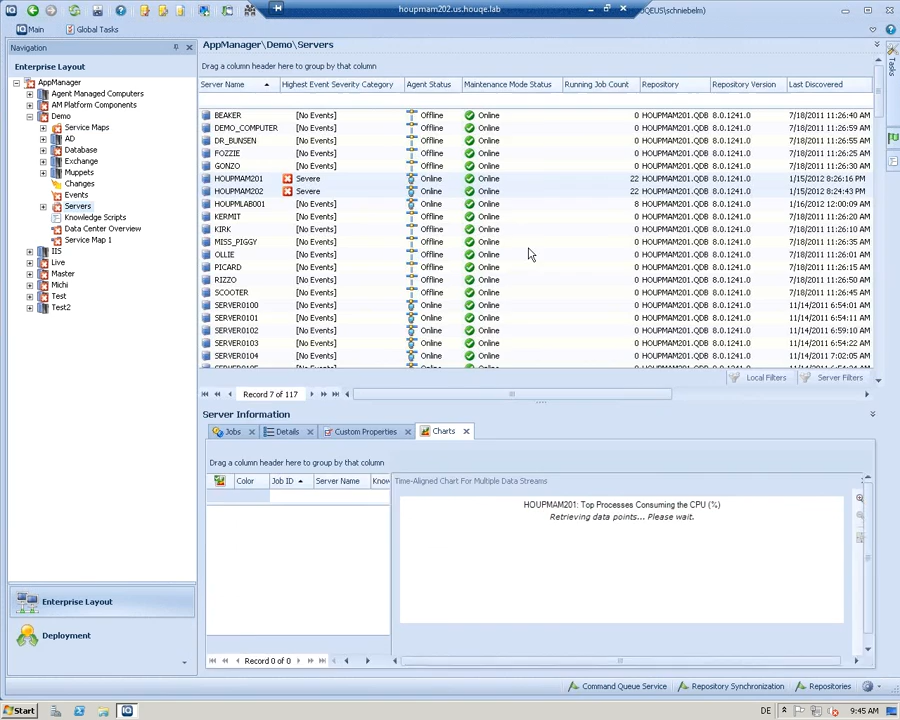 houpmam202.us.houqe.lab
QEUS/schniebelm)
Main
Global Tasks
Navigation
Enterprise Layout
AppManager
Agent Managed Computers
AM Platform Components
Demo
Service Maps
AD
Database
Exchange
Muppets
Changes
Events
Servers
Knowledge Scripts
Data Center Overview
Service Map 1
IIS
Live
Master
Michi
Test
Test2
Enterprise Layout
Deployment
AppManager\Demo\Servers
Drag a column header here to group by that column
Server Name Highest Event Severity Category Agent Status Maintenance Mode Status Running Job Count Repository Repository Version Last Discovered
BEAKER [No Events] Offline Online 0 HOUPMAM201.QDB 8.0.1241.0 7/18/2011 11:26:40 AM
DEMO_COMPUTER [No Events] Offline Online 0 HOUPMAM201.QDB 8.0.1241.0 7/18/2011 11:26:59 AM
DR_BUNSEN [No Events] Offline Online 0 HOUPMAM201.QDB 8.0.1241.0 7/18/2011 11:26:55 AM
FOZZIE [No Events] Offline Online 0 HOUPMAM201.QDB 8.0.1241.0 7/18/2011 11:26:25 AM
GONZO [No Events] Offline Online 0 HOUPMAM201.QDB 8.0.1241.0 7/18/2011 11:26:30 AM
HOUPMAM201 Severe Online Online 22 HOUPMAM201.QDB 8.0.1241.0 1/15/2012 8:26:16 PM
HOUPMAM202 Severe Online Online 22 HOUPMAM201.QDB 8.0.1241.0 1/15/2012 8:24:43 PM
HOUPMLAB001 [No Events] Online Online 8 HOUPMAM201.QDB 8.0.1241.0 1/16/2012 12:00:09 AM
KERMIT [No Events] Offline Online 0 HOUPMAM201.QDB 8.0.1241.0 7/18/2011 11:26:20 AM
KIRK [No Events] Offline Online 0 HOUPMAM201.QDB 8.0.1241.0 7/18/2011 11:26:10 AM
MISS_PIGGY [No Events] Offline Online 0 HOUPMAM201.QDB 8.0.1241.0 7/18/2011 11:26:35 AM
OLLIE [No Events] Offline Online 0 HOUPMAM201.QDB 8.0.1241.0 7/18/2011 11:26:01 AM
PICARD [No Events] Offline Online 0 HOUPMAM201.QDB 8.0.1241.0 7/18/2011 11:26:15 AM
RIZZO [No Events] Offline Online 0 HOUPMAM201.QDB 8.0.1241.0 7/18/2011 11:26:50 AM
SCOOTER [No Events] Offline Online 0 HOUPMAM201.QDB 8.0.1241.0 7/18/2011 11:26:45 AM
SERVER0100 [No Events] Online Online 0 HOUPMAM201.QDB 8.0.1241.0 11/14/2011 6:54:01 AM
SERVER0101 [No Events] Online Online 0 HOUPMAM201.QDB 8.0.1241.0 11/14/2011 6:54:11 AM
SERVER0102 [No Events] Online Online 0 HOUPMAM201.QDB 8.0.1241.0 11/14/2011 6:59:10 AM
SERVER0103 [No Events] Online Online 0 HOUPMAM201.QDB 8.0.1241.0 11/14/2011 6:54:22 AM
SERVER0104 [No Events] Online Online 0 HOUPMAM201.QDB 8.0.1241.0 11/14/2011 7:02:05 AM
Local Filters Server Filters
Record 7 of 117
Server Information
Jobs Details Custom Properties Charts
Drag a column header here to group by that column
Color Job ID Server Name Know
Time-Aligned Chart For Multiple Data Streams
HOUPMAM201: Top Processes Consuming the CPU (%)
Retrieving data points... Please wait.
Record 0 of 0
Command Queue Service Repository Synchronization Repositories
Tasks
Start
DE 9:45 AM